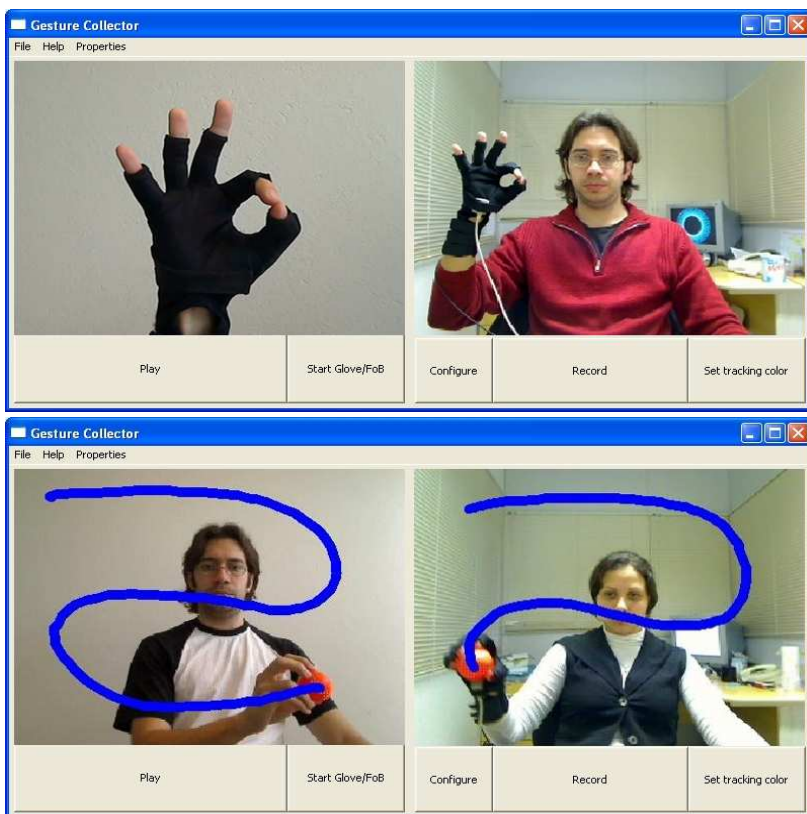 Gesture Collector
File Help Properties
Play Start Glove/FoB Configure Record Set tracking color
Gesture Collector
File Help Properties
Play Start Glove/FoB Configure Record Set tracking color